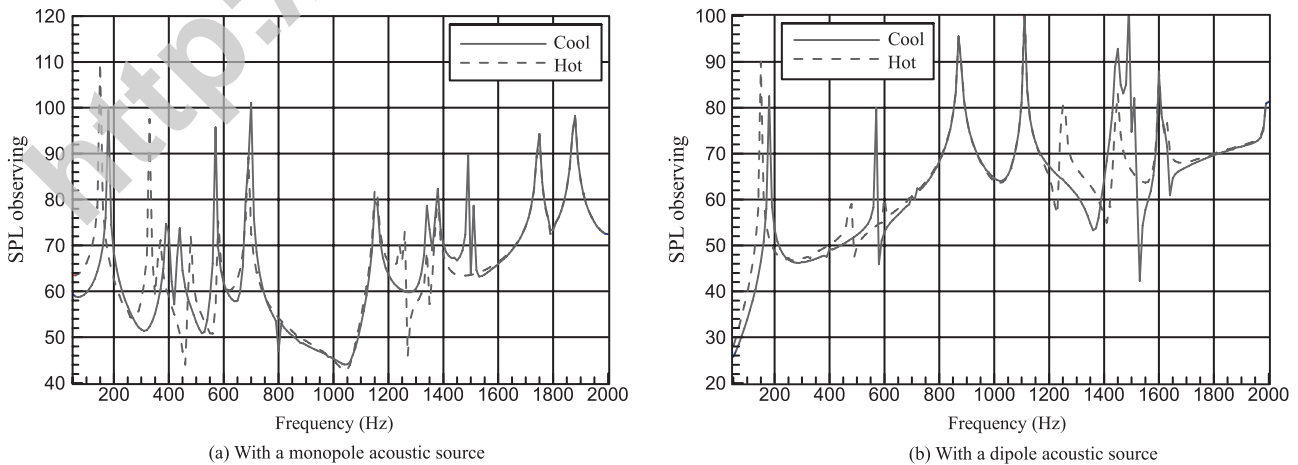 http:/
120
110
100
90
80
70
60
50
40
SPL observing
Cool
Hot
200 400 600 800 1000 1200 1400 1600 1800 2000
Frequency (Hz)
(a) With a monopole acoustic source
100
90
80
70
60
50
40
30
20
SPL observing
Cool
Hot
200 400 600 800 1000 1200 1400 1600 1800 2000
Frequency (Hz)
(b) With a dipole acoustic source